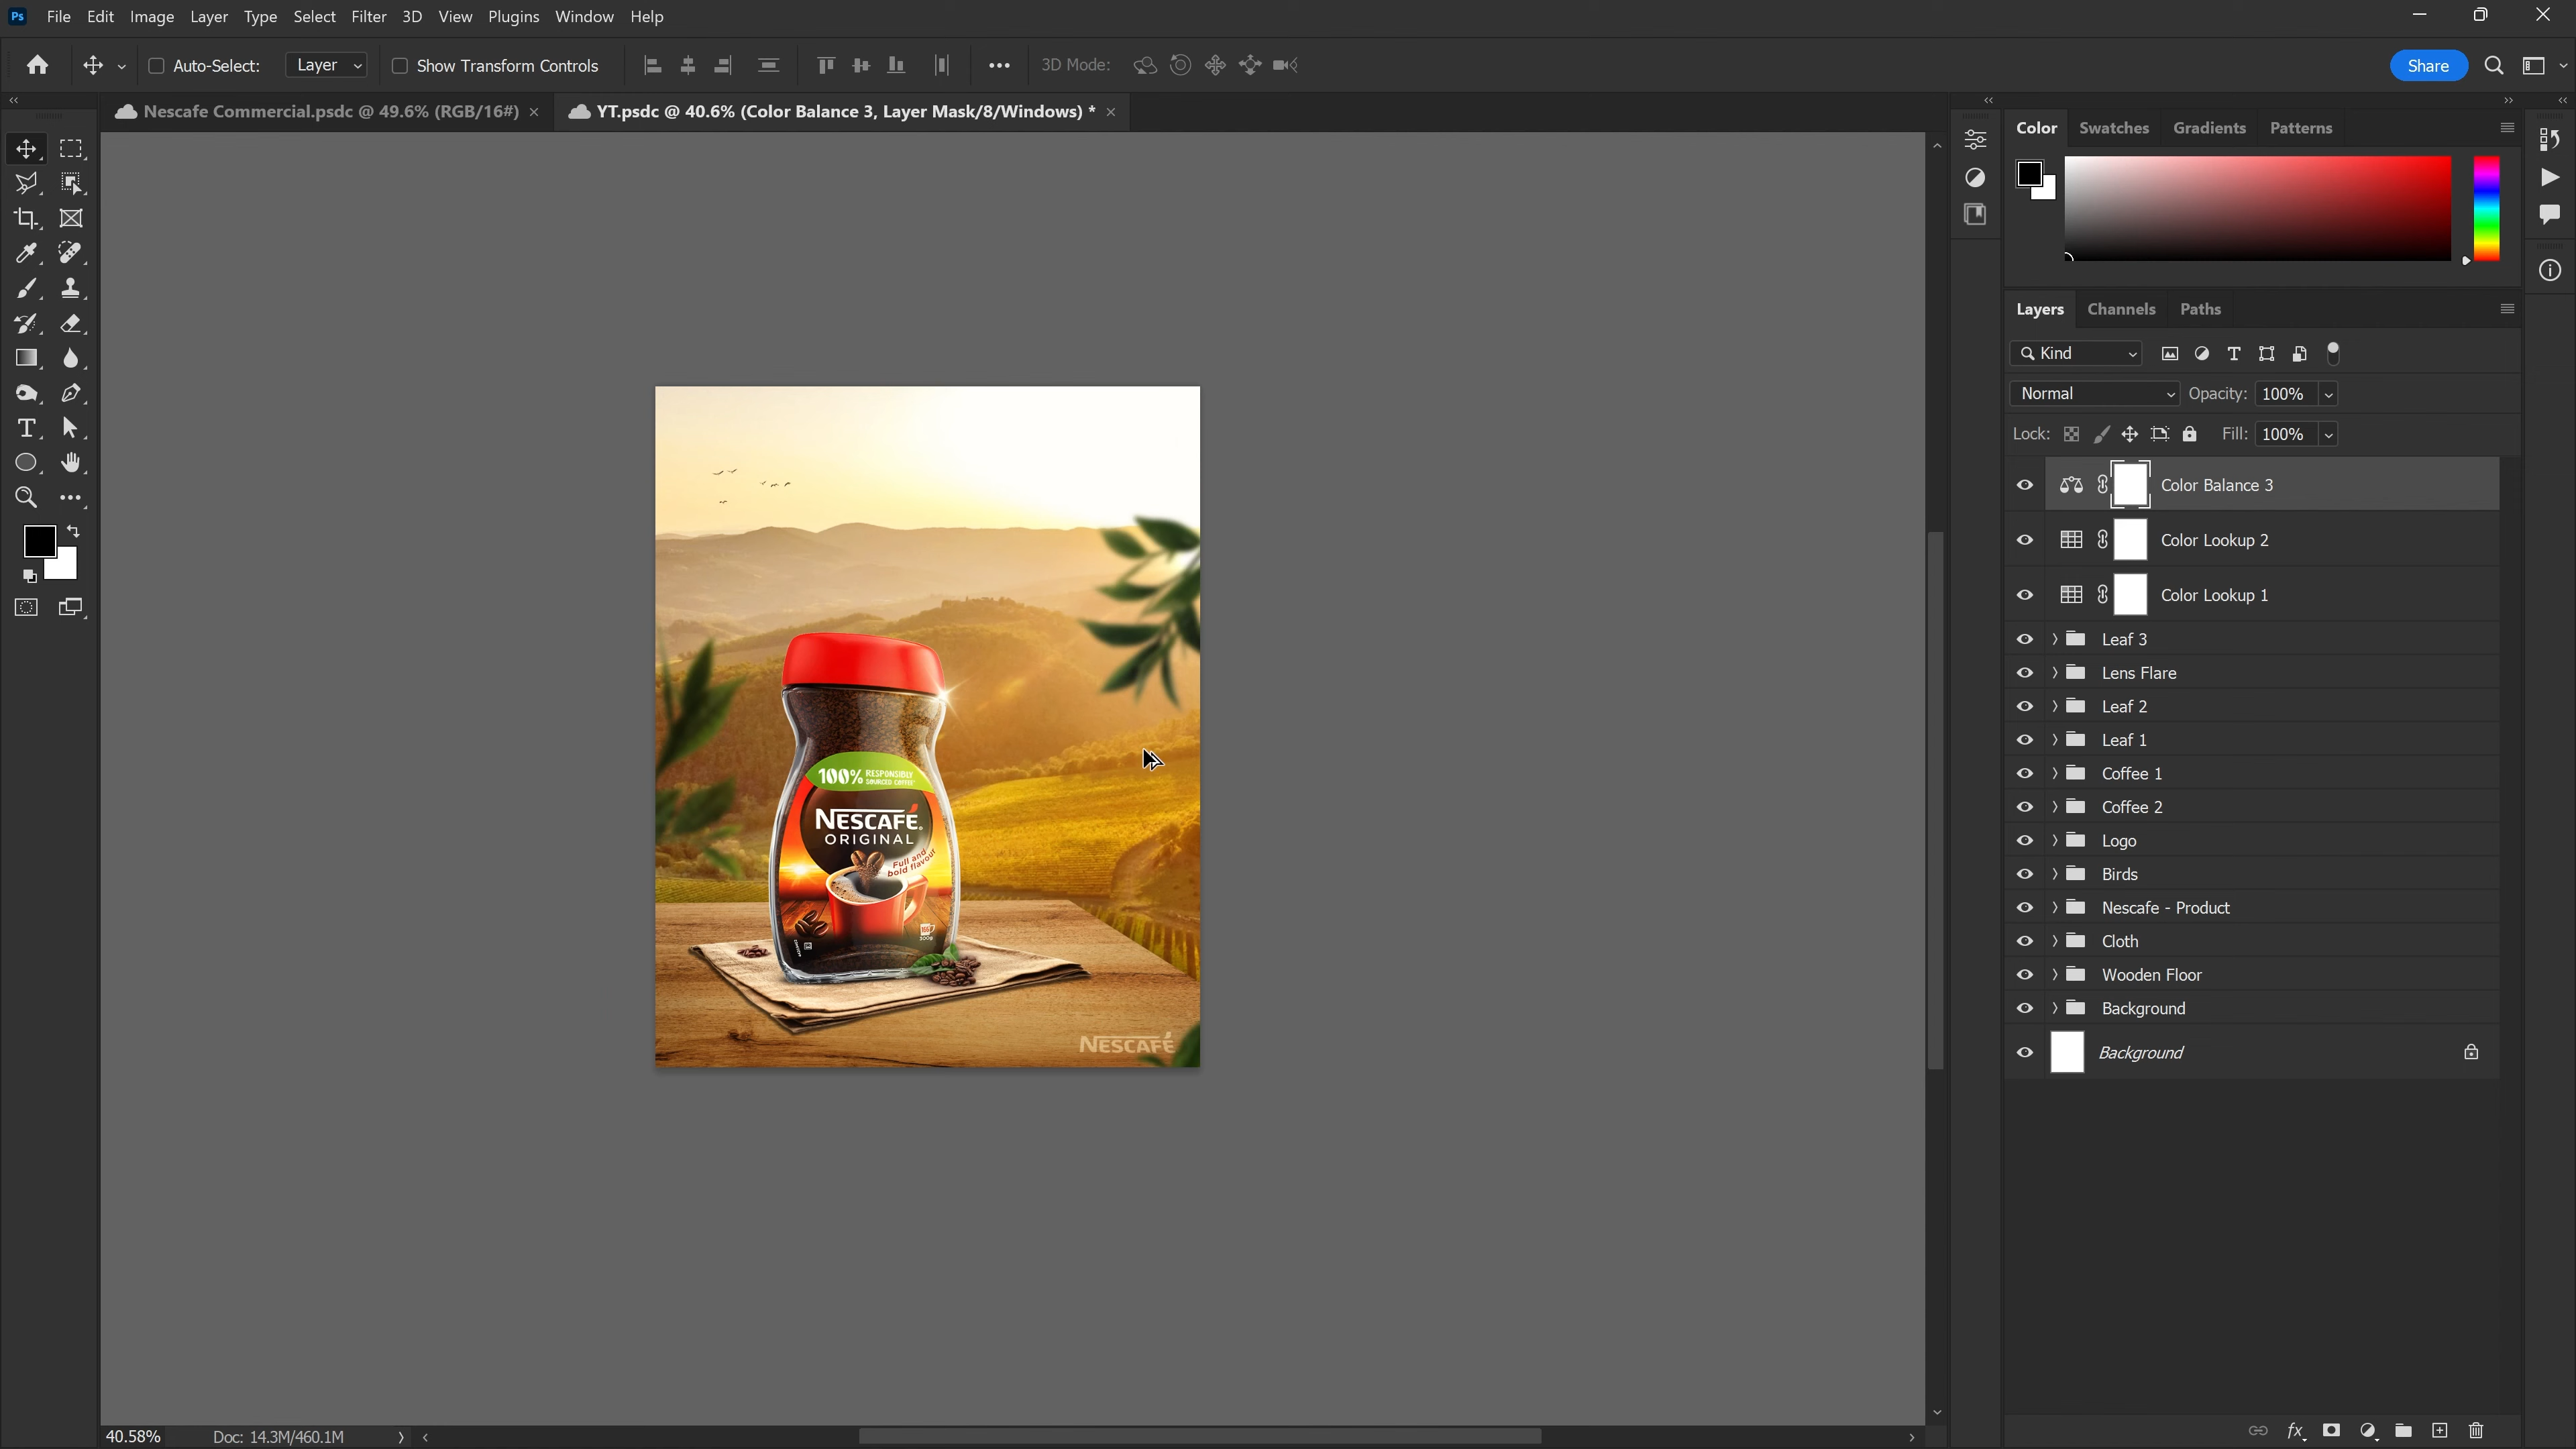 Ps File Edit Image Layer Type Select Filter 3D View Plugins Window Help
Auto-Select: Layer Show Transform Controls 3D Mode: Share
Nescafe Commercial.psdc @ 49.6% (RGB/16#) × YT.psdc @ 40.6% (Color Balance 3, Layer Mask/8/Windows) * ×
Color Swatches Gradients Patterns
Layers Channels Paths
Kind
Normal Opacity: 100%
Lock: Fill: 100%
Color Balance 3
Color Lookup 2
Color Lookup 1
Leaf 3
Lens Flare
Leaf 2
Leaf 1
Coffee 1
Coffee 2
Logo
Birds
Nescafe - Product
Cloth
Wooden Floor
Background
Background
100% RESPONSIBLY
SOURCED COFFEE*
NESCAFÉ®
ORIGINAL
Full and
bold flavour
300g
NESCAFÉ
40.58% Doc: 14.3M/460.1M
fx